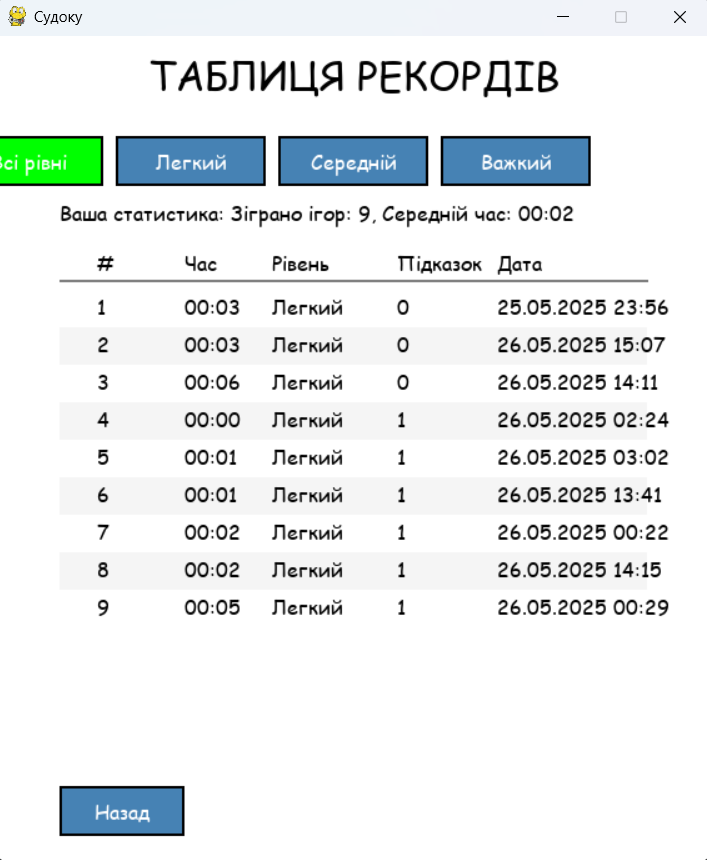 Судоку
ТАБЛИЦЯ РЕКОРДІВ
Всі рівні Легкий Середній Важкий
Ваша статистика: Зіграно ігор: 9, Середній час: 00:02
# Час Рівень Підказок Дата
1 00:03 Легкий 0 25.05.2025 23:56
2 00:03 Легкий 0 26.05.2025 15:07
3 00:06 Легкий 0 26.05.2025 14:11
4 00:00 Легкий 1 26.05.2025 02:24
5 00:01 Легкий 1 26.05.2025 03:02
6 00:01 Легкий 1 26.05.2025 13:41
7 00:02 Легкий 1 26.05.2025 00:22
8 00:02 Легкий 1 26.05.2025 14:15
9 00:05 Легкий 1 26.05.2025 00:29
Назад